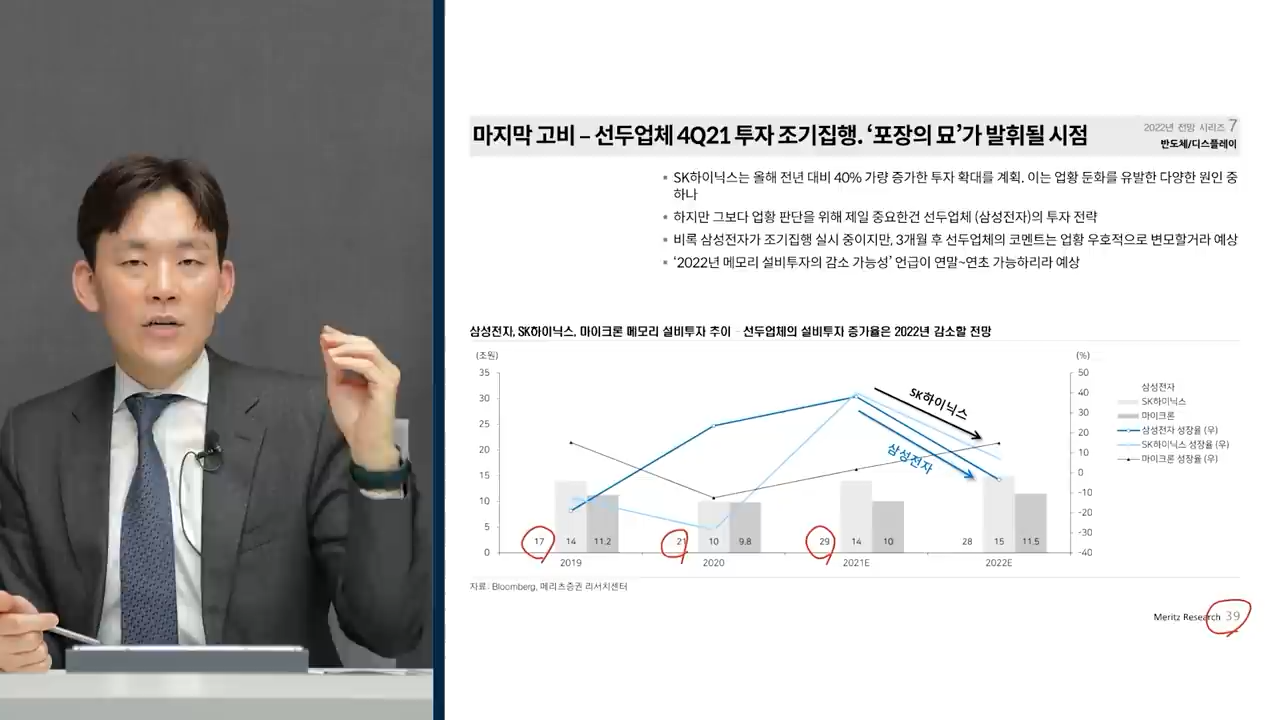 마지막 고비 – 선두업체 4Q21 투자 조기집행. ‘포장의 묘’가 발휘될 시점
2022년 전망 시리즈 7
반도체/디스플레이
▪ SK하이닉스는 올해 전년 대비 40% 가량 증가한 투자 확대를 계획. 이는 업황 둔화를 유발한 다양한 원인 중
하나
▪ 하지만 그보다 업황 판단을 위해 제일 중요한건 선두업체 (삼성전자)의 투자 전략
▪ 비록 삼성전자가 조기집행 실시 중이지만, 3개월 후 선두업체의 코멘트는 업황 우호적으로 변모할거라 예상
▪ ‘2022년 메모리 설비투자의 감소 가능성’ 언급이 연말~연초 가능하리라 예상
삼성전자, SK하이닉스, 마이크론 메모리 설비투자 추이 – 선두업체의 설비투자 증가율은 2022년 감소할 전망
(조원)
(%)
35
30
25
20
15
10
5
0
50
40
30
20
10
0
-10
-20
-30
-40
SK하이닉스
삼성전자
17 14 11.2
21 10 9.8
29 14 10
28 15 11.5
2019 2020 2021E 2022E
삼성전자
SK하이닉스
마이크론
삼성전자 성장율 (우)
SK하이닉스 성장율 (우)
마이크론 성장율 (우)
자료: Bloomberg, 메리츠증권 리서치센터
Meritz Research 39